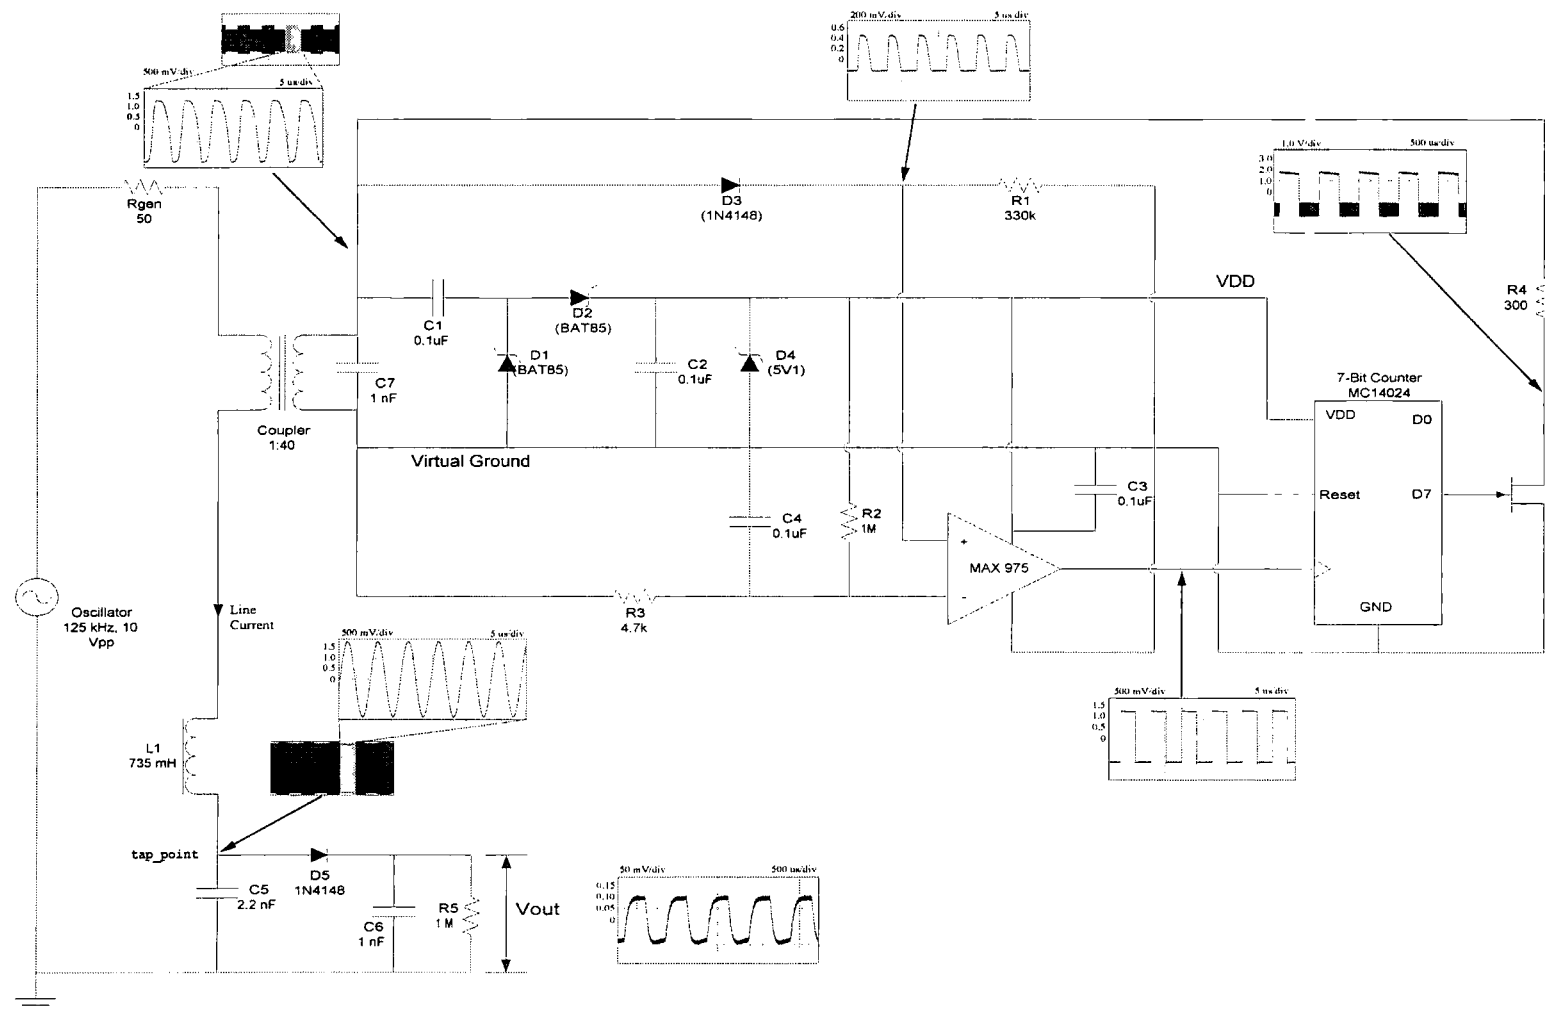 200 mV/div 5 us/div
0.6
0.4
0.2
0
500 mV/div
5 us/div
1.5
1.0
0.5
0
1.0 V/div 500 us/div
3.0
2.0
1.0
0
Rgen
50
D3
(1N4148)
R1
330k
VDD
R4
300
C1
0.1uF
D2
(BAT85)
D1
(BAT85)
C2
0.1uF
D4
(5V1)
C7
1 nF
Coupler
1:40
Virtual Ground
7-Bit Counter
MC14024
VDD D0
Reset D7
GND
C3
0.1uF
C4
0.1uF
R2
1M
+
MAX 975
-
R3
4.7k
Oscillator
125 kHz, 10
Vpp
Line
Current
500 mV/div 5 us/div
1.5
1.0
0.5
0
500 mV/div 5 us/div
1.5
1.0
0.5
0
L1
735 mH
tap_point
D5
1N4148
C5
2.2 nF
C6
1 nF
R5
1 M
Vout
50 mV/div 500 us/div
0.15
0.10
0.05
0